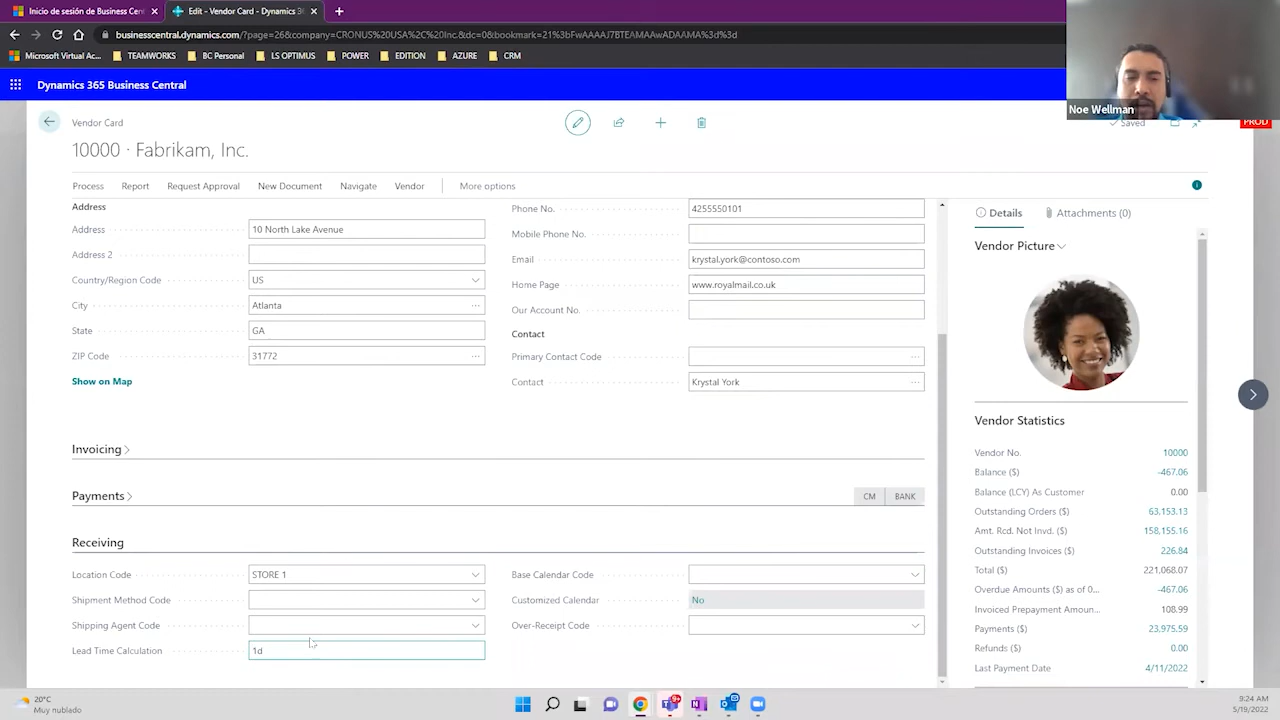 Inicio de sesión de Business Cent
Edit - Vendor Card - Dynamics 36
businesscentral.dynamics.com/?page=26&company=CRONUS%20USA%2C%20Inc.&dc=0&bookmark=21%3bFwAAAAJ7BTEAMAAwADAAMA%3d%3d
Microsoft Virtual Ac... TEAMWORKS BC Personal LS OPTIMUS POWER EDITION AZURE CRM
Dynamics 365 Business Central
Noe Wellman
Vendor Card
Saved
PROD
10000 · Fabrikam, Inc.
Process Report Request Approval New Document Navigate Vendor More options
Address
Address 10 North Lake Avenue
Address 2
Country/Region Code US
City Atlanta
State GA
ZIP Code 31772
Show on Map
Phone No. 4255550101
Mobile Phone No.
Email krystal.york@contoso.com
Home Page www.royalmail.co.uk
Our Account No.
Contact
Primary Contact Code
Contact Krystal York
Invoicing
Payments CM BANK
Receiving
Location Code STORE 1
Shipment Method Code
Shipping Agent Code
Lead Time Calculation 1d
Base Calendar Code
Customized Calendar No
Over-Receipt Code
Details Attachments (0)
Vendor Picture
Vendor Statistics
Vendor No. 10000
Balance ($) -467.06
Balance (LCY) As Customer 0.00
Outstanding Orders ($) 63,153.13
Amt. Rcd. Not Invd. ($) 158,155.16
Outstanding Invoices ($) 226.84
Total ($) 221,068.07
Overdue Amounts ($) as of 0... -467.06
Invoiced Prepayment Amoun... 108.99
Payments ($) 23,975.59
Refunds ($) 0.00
Last Payment Date 4/11/2022
20°C
Muy nublado
9:24 AM
5/19/2022